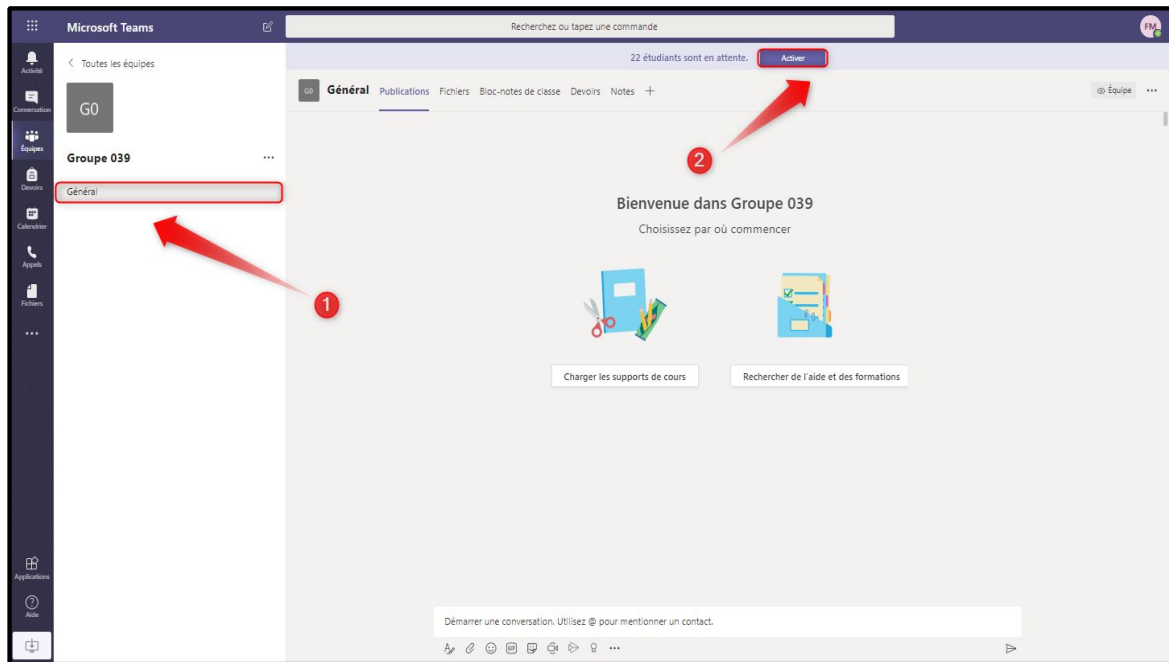 Microsoft Teams
Recherchez ou tapez une commande
FM
Activité
Conversation
Équipes
Devoirs
Calendrier
Appels
Fichiers
Applications
Aide
Toutes les équipes
G0
Groupe 039
Général
1
22 étudiants sont en attente. Activer
G0 Général Publications Fichiers Bloc-notes de classe Devoirs Notes Équipe
2
Bienvenue dans Groupe 039
Choisissez par où commencer
Charger les supports de cours Rechercher de l'aide et des formations
Démarrer une conversation. Utilisez @ pour mentionner un contact.
GIF